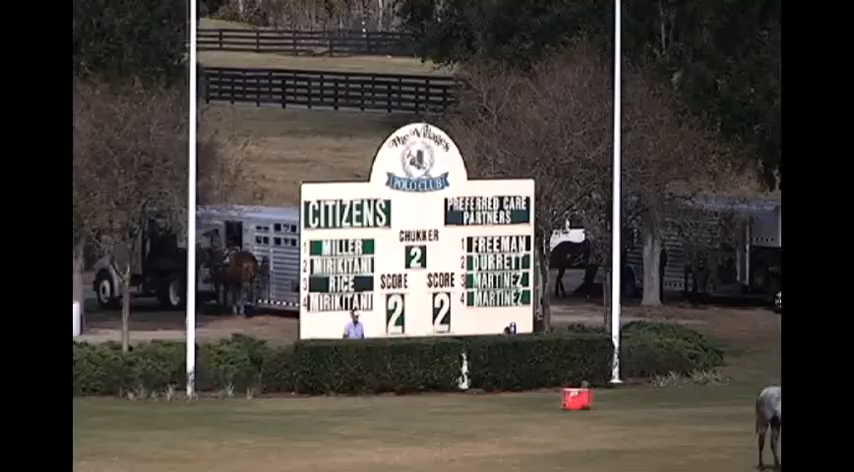 The Villages
POLO CLUB
CITIZENS
PREFERRED CARE
PARTNERS
CHUKKER
2
1 MILLER
2 MIRIKITANI
3 RICE
4 MIRIKITANI
SCORE
2
SCORE
2
1 FREEMAN
2 DURRETT
3 MARTINEZ
4 MARTINEZ